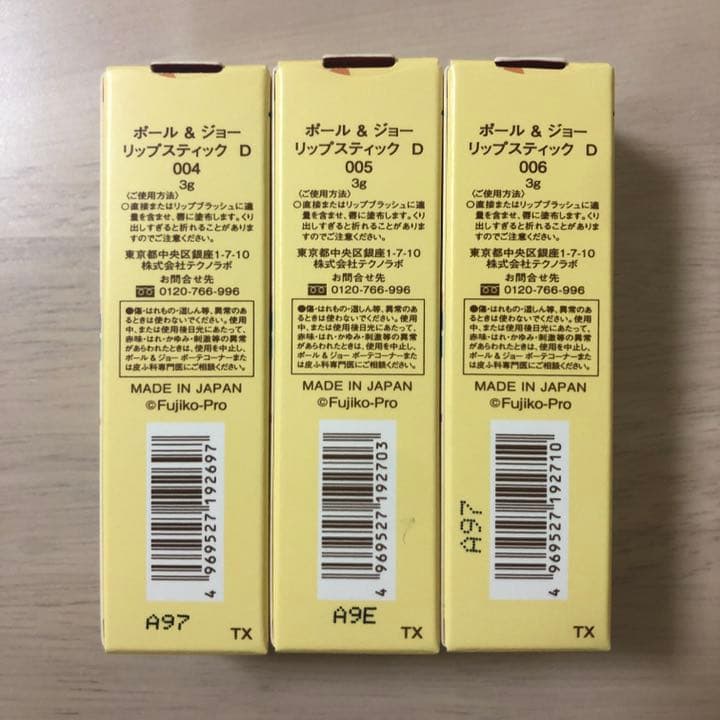 ポール & ジョー
リップスティック D
004
3g
〈ご使用方法〉
○直接またはリップブラッシュに適
量を含ませ、唇に塗布します。くり
出しすぎると折れることがありま
すのでご注意ください。
東京都中央区銀座1-7-10
株式会社テクノラボ
お問合せ先
0120-766-996
●傷・はれもの・湿しん等、異常のあ
るときは使わないでください。使用
中、または使用後日光にあたって、
赤味・はれ・かゆみ・刺激等の異常
があらわれたときは、使用を中止し、
ポール&ジョー ボーテコーナーまた
は皮ふ科専門医にご相談ください。
MADE IN JAPAN
©Fujiko-Pro
4 969527 192697
A97
TX
ポール & ジョー
リップスティック D
005
3g
〈ご使用方法〉
○直接またはリップブラッシュに適
量を含ませ、唇に塗布します。くり
出しすぎると折れることがありま
すのでご注意ください。
東京都中央区銀座1-7-10
株式会社テクノラボ
お問合せ先
0120-766-996
●傷・はれもの・湿しん等、異常のあ
るときは使わないでください。使用
中、または使用後日光にあたって、
赤味・はれ・かゆみ・刺激等の異常
があらわれたときは、使用を中止し、
ポール&ジョー ボーテコーナーまた
は皮ふ科専門医にご相談ください。
MADE IN JAPAN
©Fujiko-Pro
4 969527 192703
A9E
TX
ポール & ジョー
リップスティック D
006
3g
〈ご使用方法〉
○直接またはリップブラッシュに適
量を含ませ、唇に塗布します。くり
出しすぎると折れることがありま
すのでご注意ください。
東京都中央区銀座1-7-10
株式会社テクノラボ
お問合せ先
0120-766-996
●傷・はれもの・湿しん等、異常のあ
るときは使わないでください。使用
中、または使用後日光にあたって、
赤味・はれ・かゆみ・刺激等の異常
があらわれたときは、使用を中止し、
ポール&ジョー ボーテコーナーまた
は皮ふ科専門医にご相談ください。
MADE IN JAPAN
©Fujiko-Pro
4 969527 192710
A97
TX